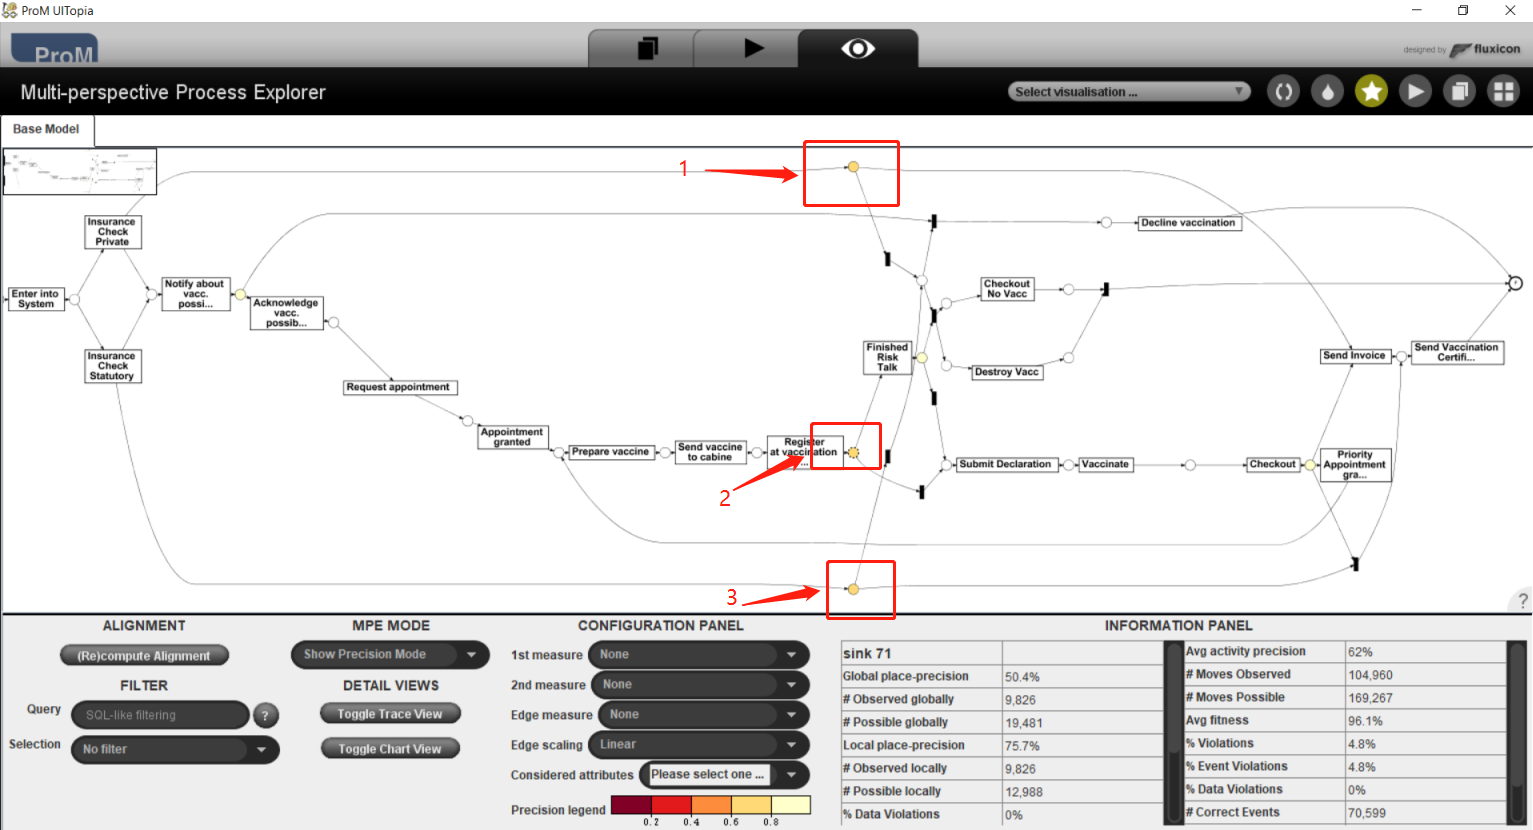 ProM UITopia
ProM
designed by fluxicon
Multi-perspective Process Explorer
Select visualisation ...
Base Model
1
Insurance
Check
Private
Decline vaccination
Enter into
System
Notify about
vacc.
possi...
Acknowledge
vacc.
possib...
Checkout
No Vacc
Insurance
Check
Statutory
Finished
Risk
Talk
Destroy Vacc
Send Invoice
Send Vaccination
Certifi...
Request appointment
Appointment
granted
Prepare vaccine
Send vaccine
to cabine
Register
at vaccination
...
2
Submit Declaration
Vaccinate
Checkout
Priority
Appointment
gra...
3
?
ALIGNMENT
(Re)compute Alignment
FILTER
Query
SQL-like filtering
?
Selection
No filter
MPE MODE
Show Precision Mode
DETAIL VIEWS
Toggle Trace View
Toggle Chart View
CONFIGURATION PANEL
1st measure None
2nd measure None
Edge measure None
Edge scaling Linear
Considered attributes Please select one ...
Precision legend
0.2 0.4 0.6 0.8
INFORMATION PANEL
sink 71
Global place-precision 50.4%
# Observed globally 9,826
# Possible globally 19,481
Local place-precision 75.7%
# Observed locally 9,826
# Possible locally 12,988
% Data Violations 0%
Avg activity precision 62%
# Moves Observed 104,960
# Moves Possible 169,267
Avg fitness 96.1%
% Violations 4.8%
% Event Violations 4.8%
% Data Violations 0%
# Correct Events 70,599